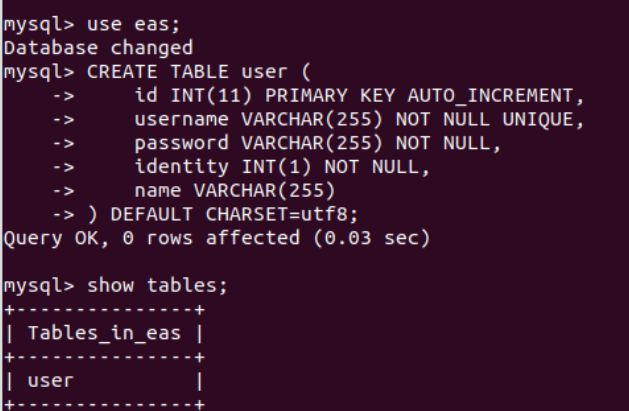 mysql> use eas;
Database changed
mysql> CREATE TABLE user (
    ->     id INT(11) PRIMARY KEY AUTO_INCREMENT,
    ->     username VARCHAR(255) NOT NULL UNIQUE,
    ->     password VARCHAR(255) NOT NULL,
    ->     identity INT(1) NOT NULL,
    ->     name VARCHAR(255)
    -> ) DEFAULT CHARSET=utf8;
Query OK, 0 rows affected (0.03 sec)
mysql> show tables;
+---------------+
| Tables_in_eas |
+---------------+
| user          |
+---------------+